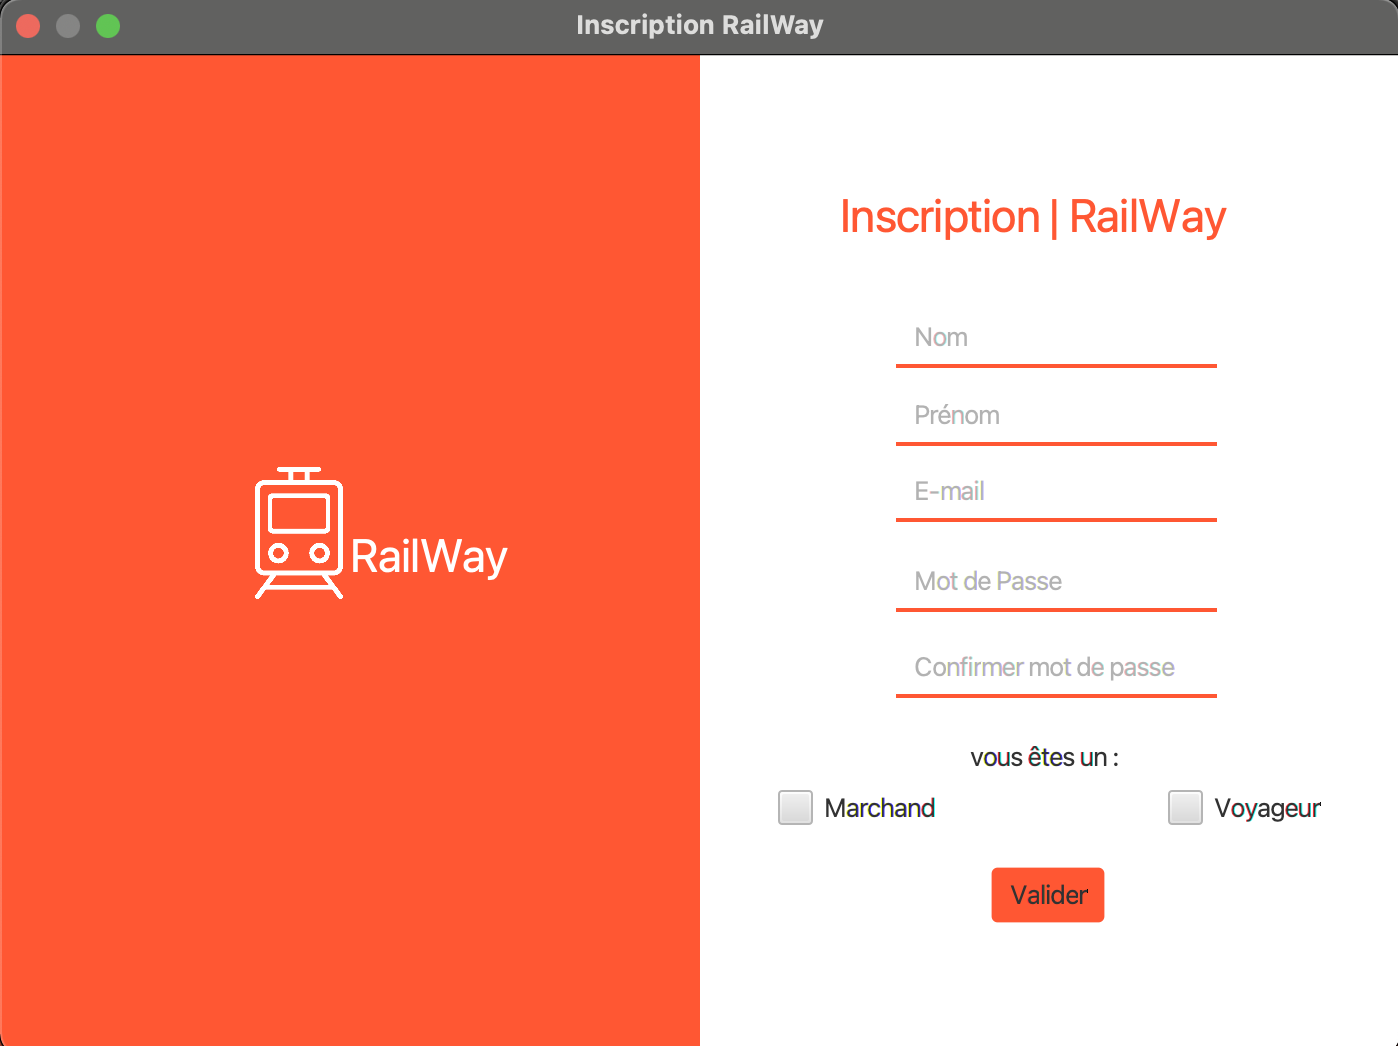 Inscription RailWay
RailWay
Inscription | RailWay
Nom
Prénom
E-mail
Mot de Passe
Confirmer mot de passe
vous êtes un :
Marchand
Voyageur
Valider